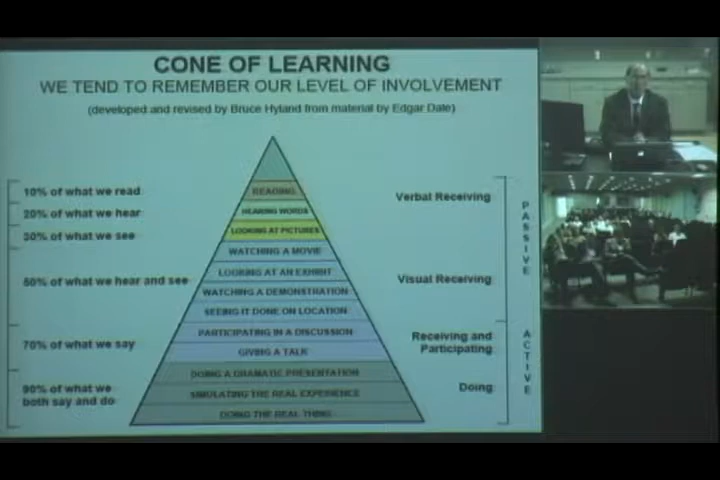 CONE OF LEARNING
WE TEND TO REMEMBER OUR LEVEL OF INVOLVEMENT
(developed and revised by Bruce Hyland from material by Edgar Dale)
10% of what we read
20% of what we hear
30% of what we see
50% of what we hear and see
70% of what we say
90% of what we
both say and do
READING
HEARING WORDS
LOOKING AT PICTURES
WATCHING A MOVIE
LOOKING AT AN EXHIBIT
WATCHING A DEMONSTRATION
SEEING IT DONE ON LOCATION
PARTICIPATING IN A DISCUSSION
GIVING A TALK
DOING A DRAMATIC PRESENTATION
SIMULATING THE REAL EXPERIENCE
DOING THE REAL THING
Verbal Receiving
Visual Receiving
Receiving and
Participating
Doing
PASSIVE
ACTIVE